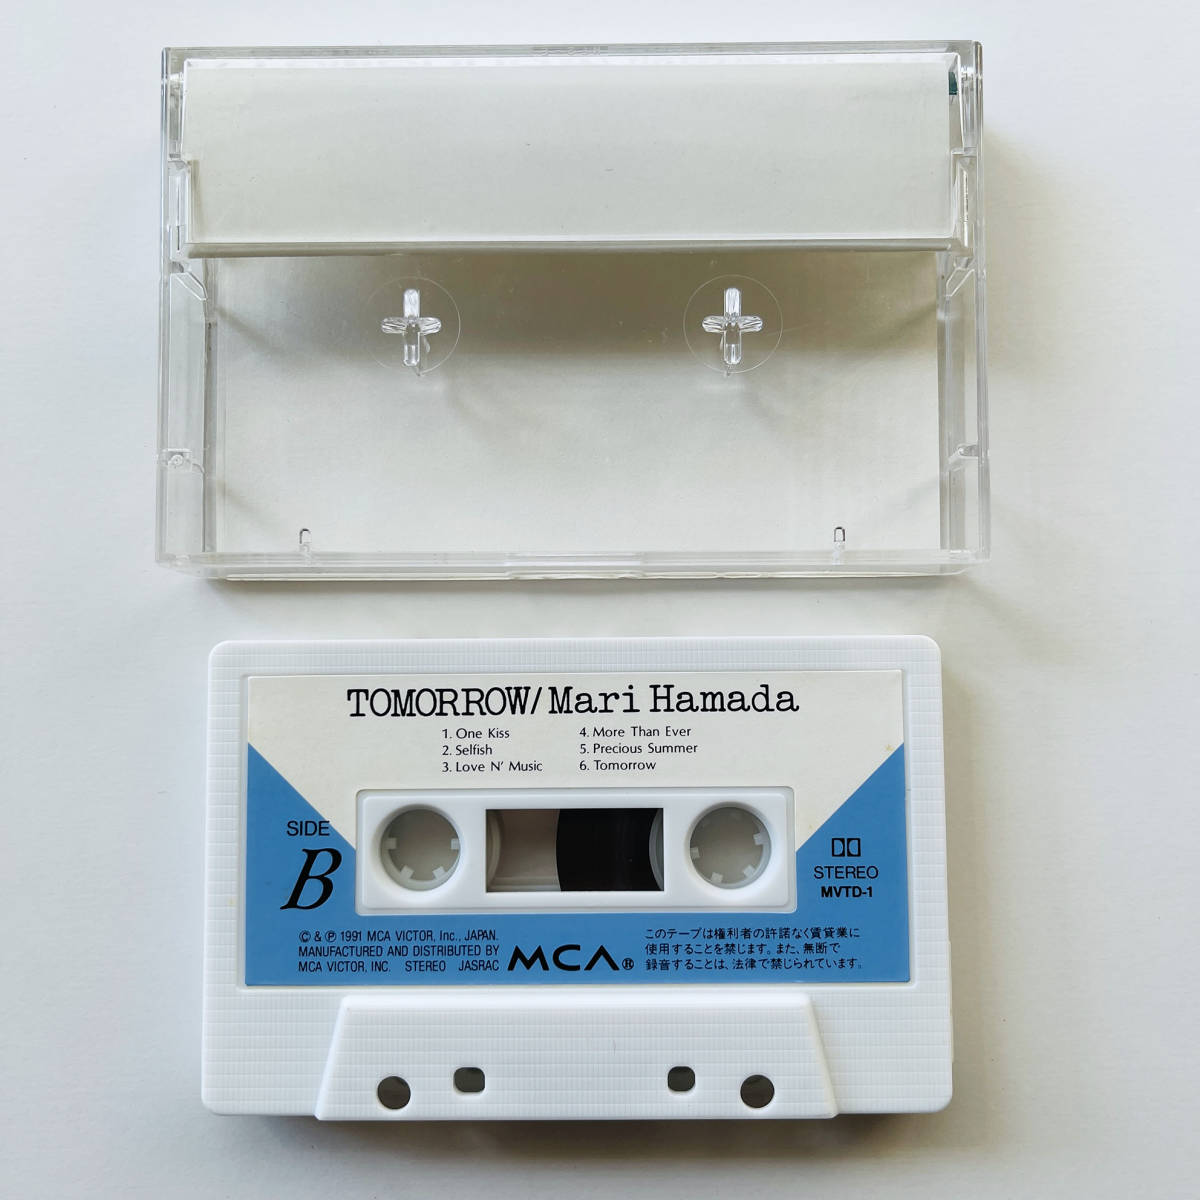 TOMORROW/Mari Hamada
1. One Kiss
2. Selfish
3. Love N' Music
4. More Than Ever
5. Precious Summer
6. Tomorrow
SIDE
B
STEREO
MVTD-1
© & ℗ 1991 MCA VICTOR, Inc., JAPAN.
MANUFACTURED AND DISTRIBUTED BY
MCA VICTOR, INC. STEREO JASRAC
MCA®
このテープは権利者の許諾なく賃貸業に
使用することを禁じます。また、無断で
録音することは、法律で禁じられています。